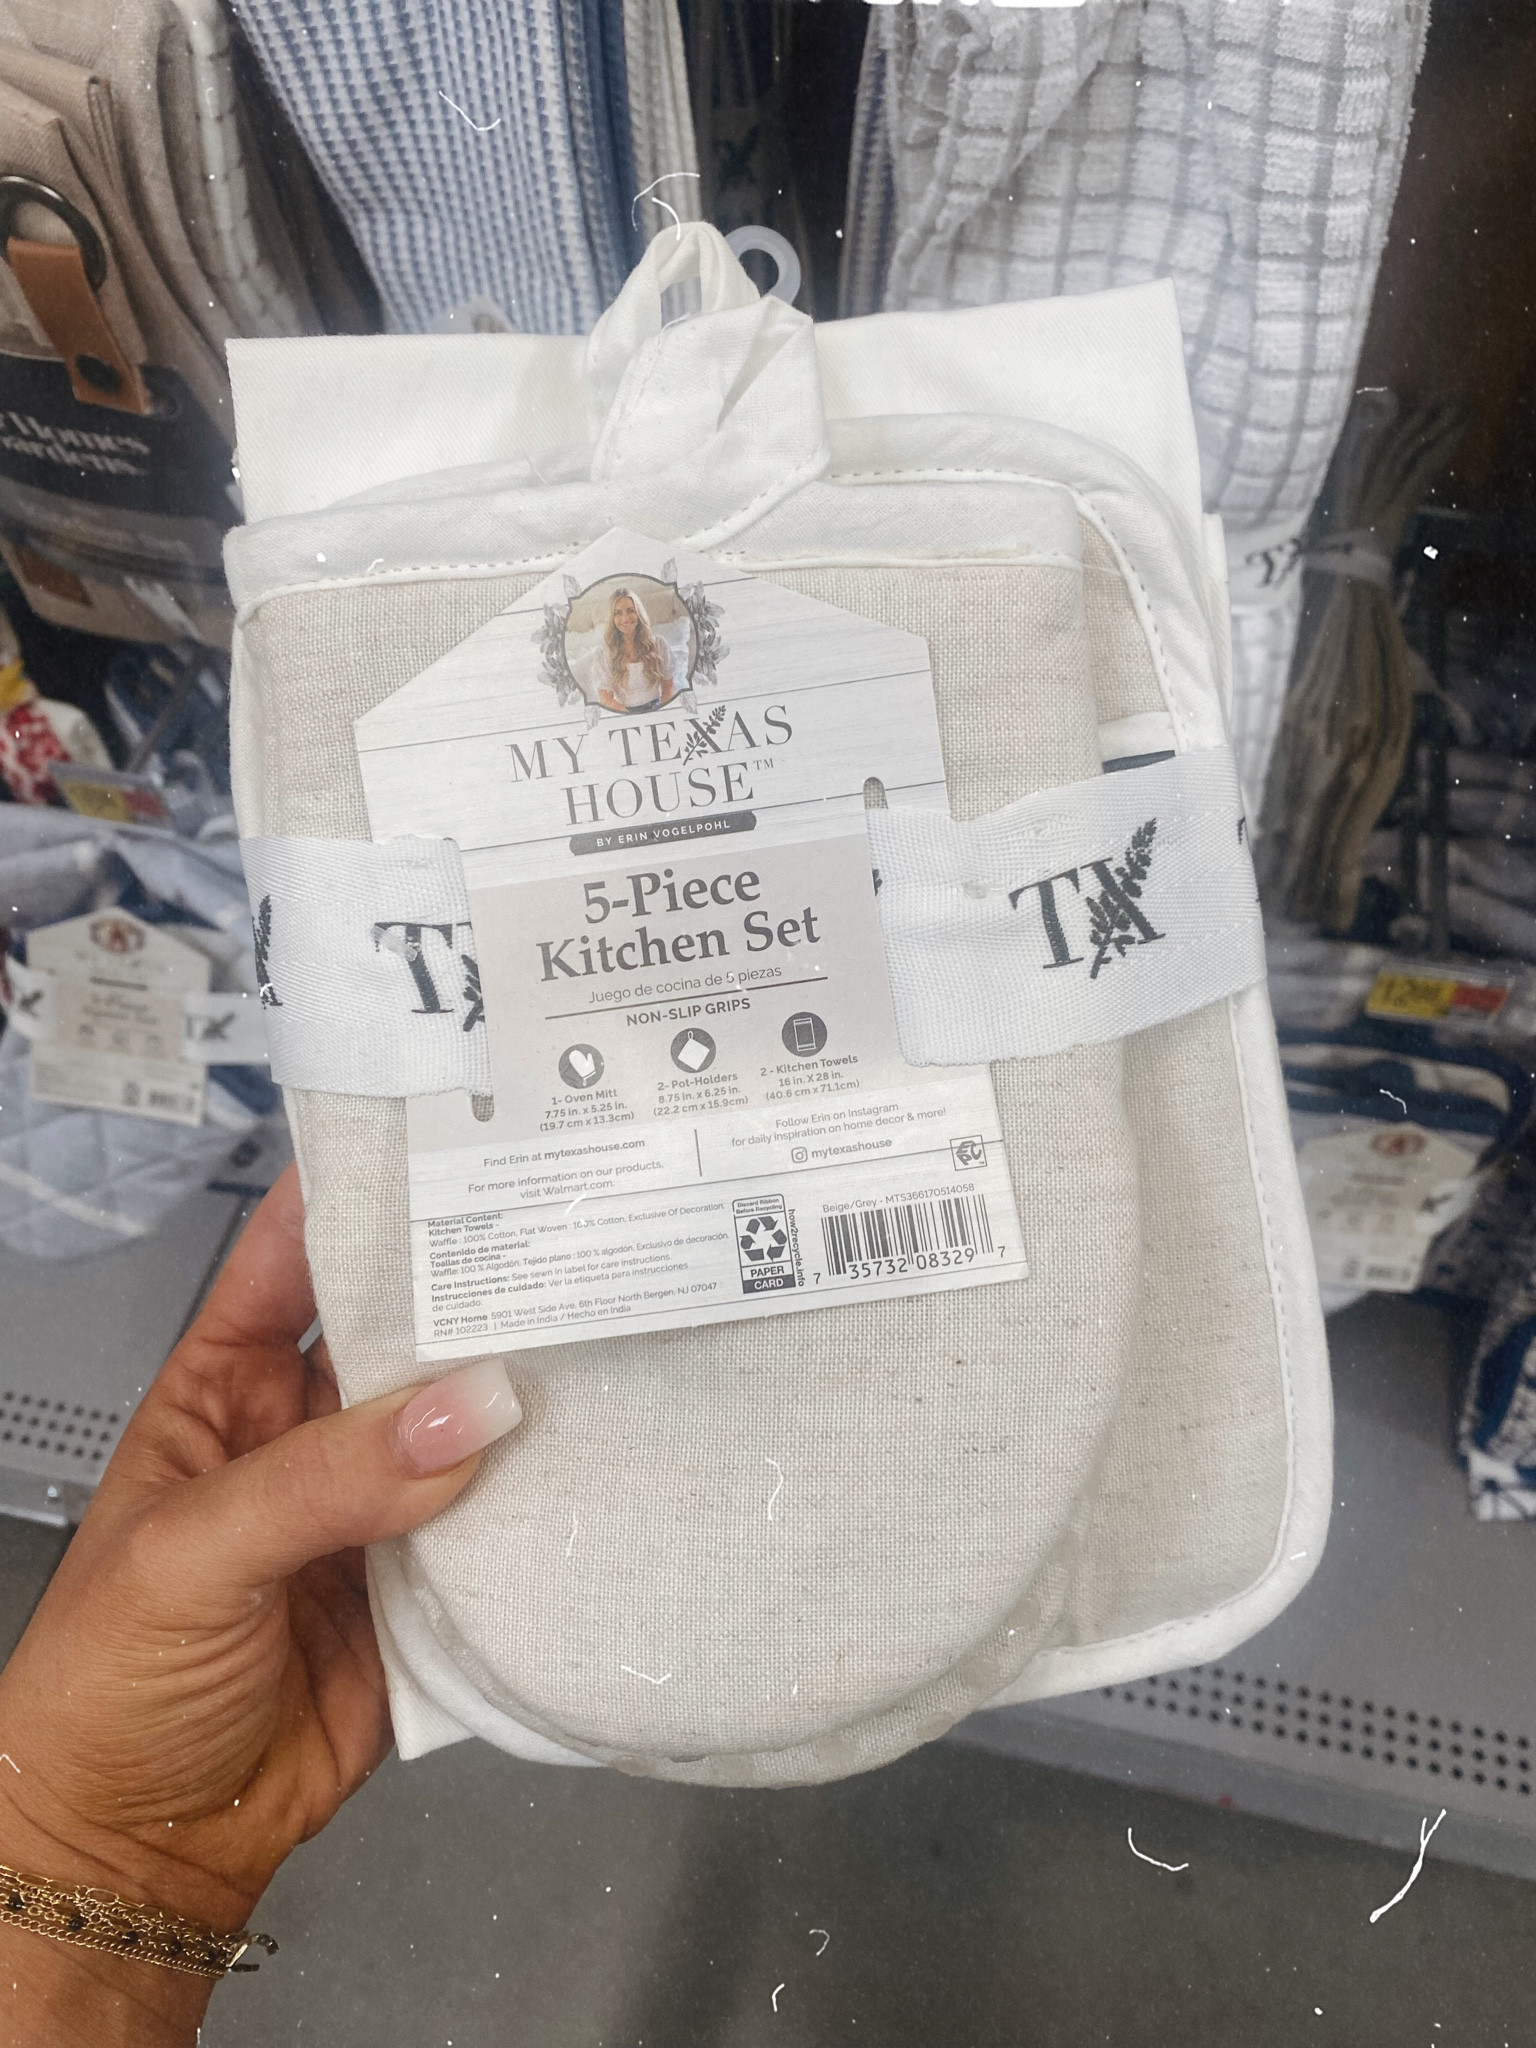 MY TEXAS
HOUSE™
BY ERIN VOGELPOHL
5-Piece
Kitchen Set
Juego de cocina de 5 piezas
NON-SLIP GRIPS
1- Oven Mitt
7.75 in. x 5.25 in.
(19.7 cm x 13.3cm)
2- Pot-Holders
8.75 in. x 6.25 in.
(22.2 cm x 15.9cm)
2 - Kitchen Towels
16 in. X 28 in.
(40.6 cm x 71.1cm)
Find Erin at mytexashouse.com
For more information on our products,
visit Walmart.com.
Follow Erin on Instagram
for daily inspiration on home decor & more!
mytexashouse
Material Content:
Kitchen Towels -
Waffle : 100% Cotton, Flat Woven : 100% Cotton, Exclusive Of Decoration.
Contenido de material:
Toallas de cocina -
Waffle: 100 % Algodón, Tejido plano : 100 % algodón, Exclusivo de decoración.
Care Instructions: See sewn in label for care instructions.
Instrucciones de cuidado: Ver la etiqueta para instrucciones
de cuidado:
VCNY Home 5901 West Side Ave, 6th Floor North Bergen, NJ 07047
RN# 102223 | Made in India / Hecho en India
Discard Ribbon
Before Recycling
PAPER
CARD
how2recycle.info
Beige/Grey - MTS366170514058
7 35732 08329 7
TX
TX
Homes